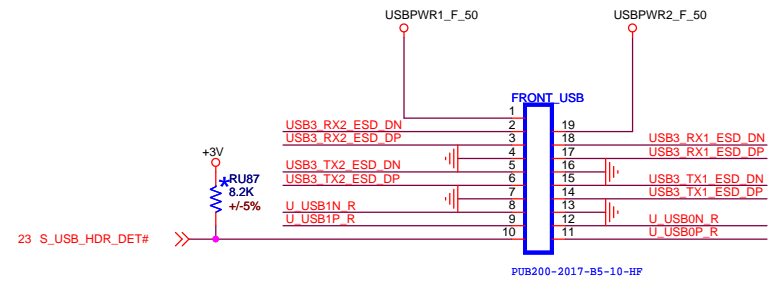 USBPWR1_F_50
USBPWR2_F_50
FRONT_USB
1
USB3_RX2_ESD_DN
2
19
USB3_RX2_ESD_DP
3
18
USB3_RX1_ESD_DN
4
17
USB3_RX1_ESD_DP
+3V
USB3_TX2_ESD_DN
5
16
*RU87
USB3_TX2_ESD_DP
6
15
USB3_TX1_ESD_DN
8.2K
7
14
USB3_TX1_ESD_DP
+/-5%
U_USB1N_R
8
13
U_USB1P_R
9
12
U_USB0N_R
23 S_USB_HDR_DET#
10
11
U_USB0P_R
PUB200-2017-B5-10-HF